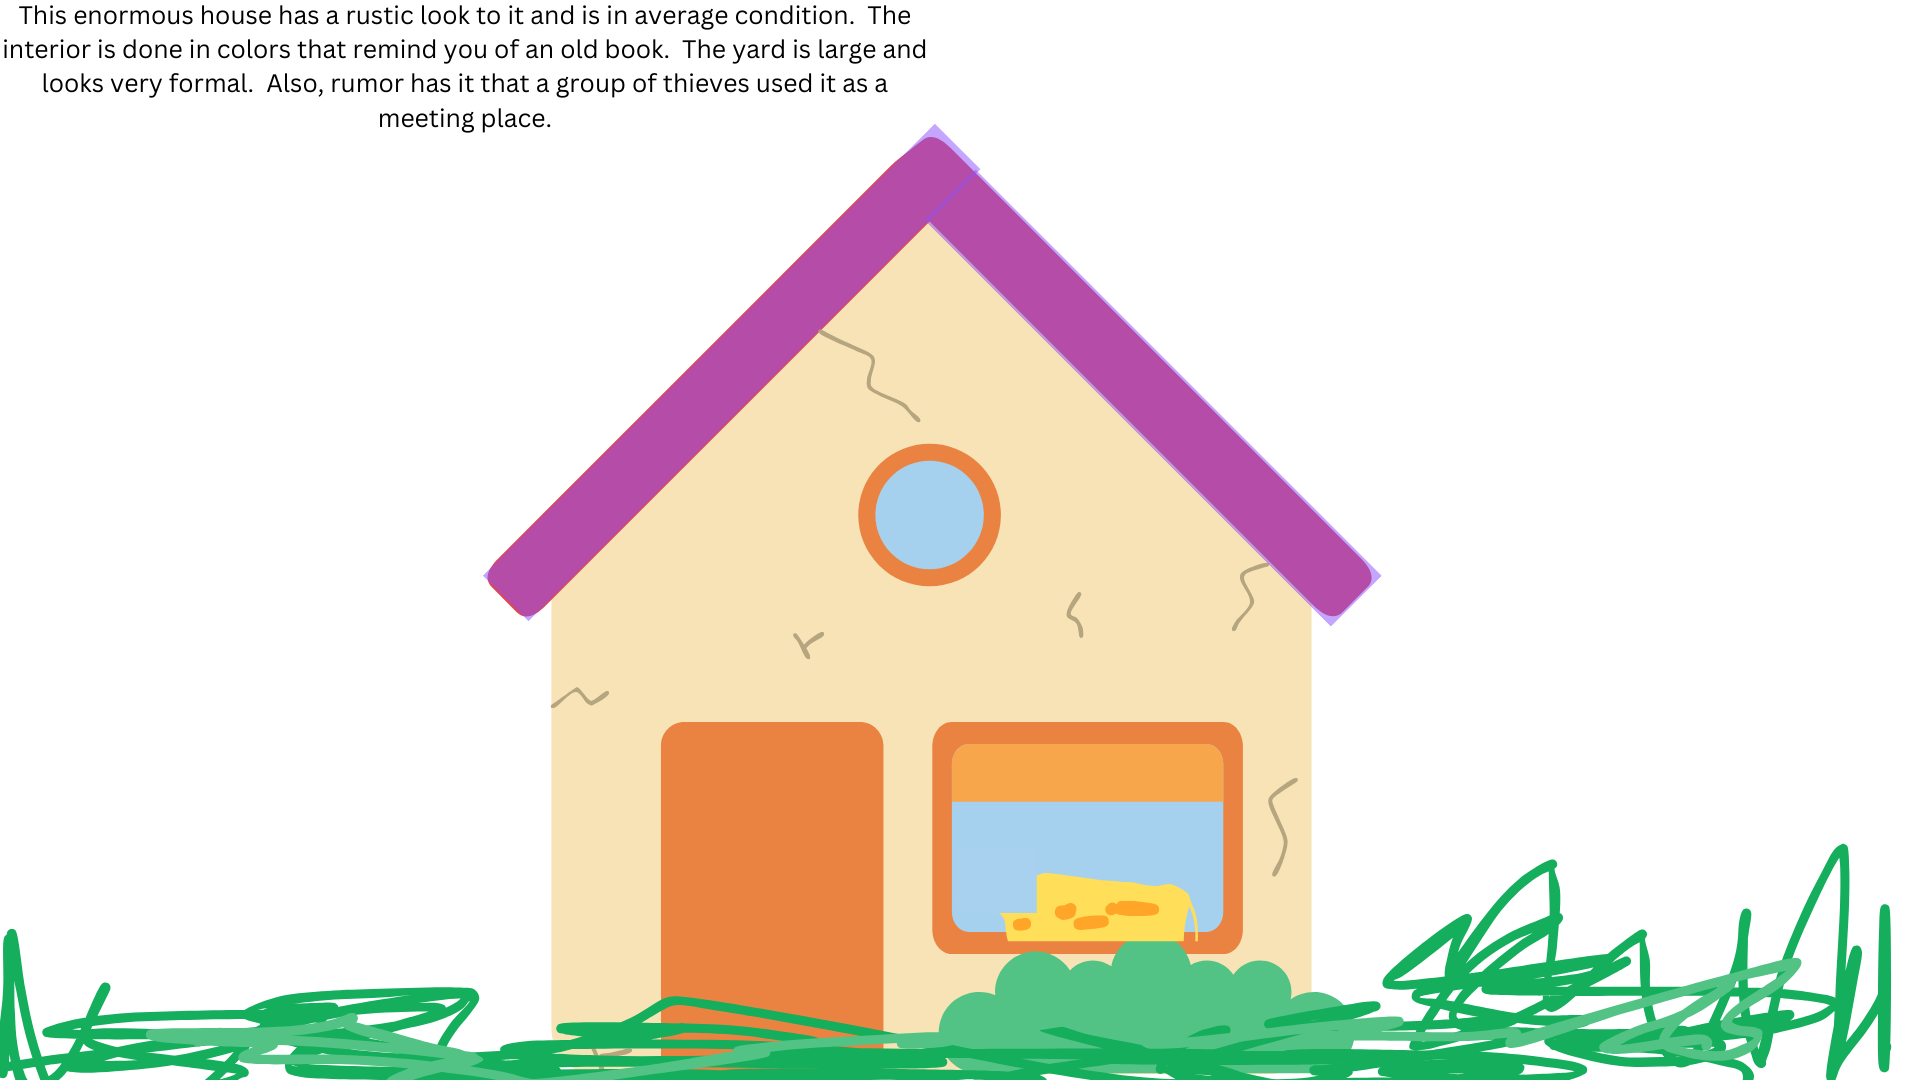 This enormous house has a rustic look to it and is in average condition.  The
interior is done in colors that remind you of an old book.  The yard is large and
looks very formal.  Also, rumor has it that a group of thieves used it as a
meeting place.